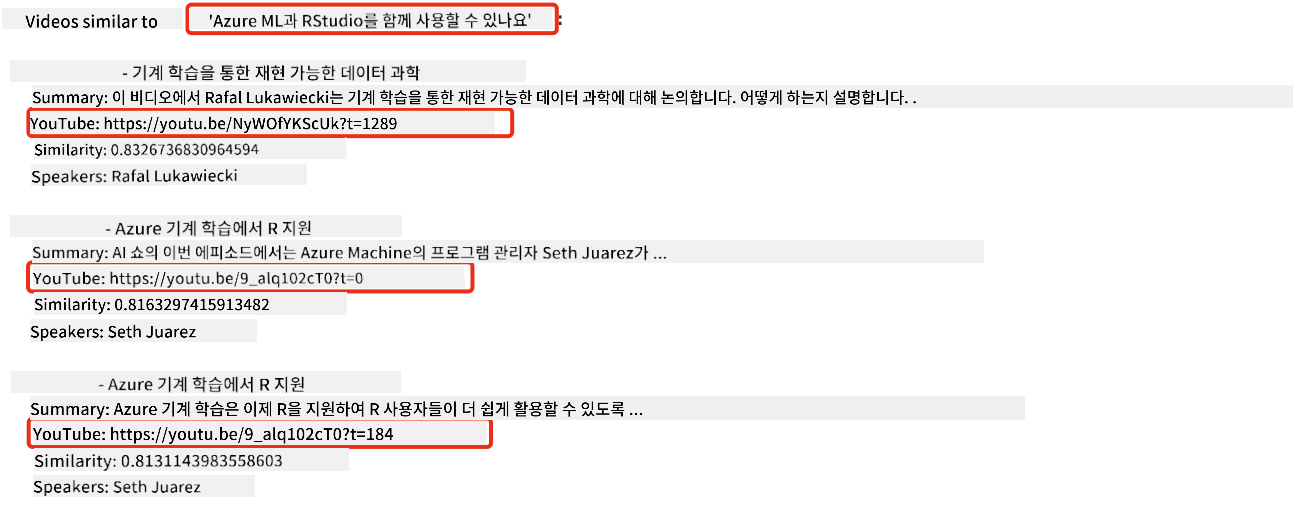 Videos similar to 'Azure ML과 RStudio를 함께 사용할 수 있나요' :
- 기계 학습을 통한 재현 가능한 데이터 과학
Summary: 이 비디오에서 Rafal Lukawiecki는 기계 학습을 통한 재현 가능한 데이터 과학에 대해 논의합니다. 어떻게 하는지 설명합니다. .
YouTube: https://youtu.be/NyWOfYKScUk?t=1289
Similarity: 0.8326736830964594
Speakers: Rafal Lukawiecki
- Azure 기계 학습에서 R 지원
Summary: AI 쇼의 이번 에피소드에서는 Azure Machine의 프로그램 관리자 Seth Juarez가 ...
YouTube: https://youtu.be/9_alq102cT0?t=0
Similarity: 0.8163297415913482
Speakers: Seth Juarez
- Azure 기계 학습에서 R 지원
Summary: Azure 기계 학습은 이제 R을 지원하여 R 사용자들이 더 쉽게 활용할 수 있도록 ...
YouTube: https://youtu.be/9_alq102cT0?t=184
Similarity: 0.8131143983558603
Speakers: Seth Juarez